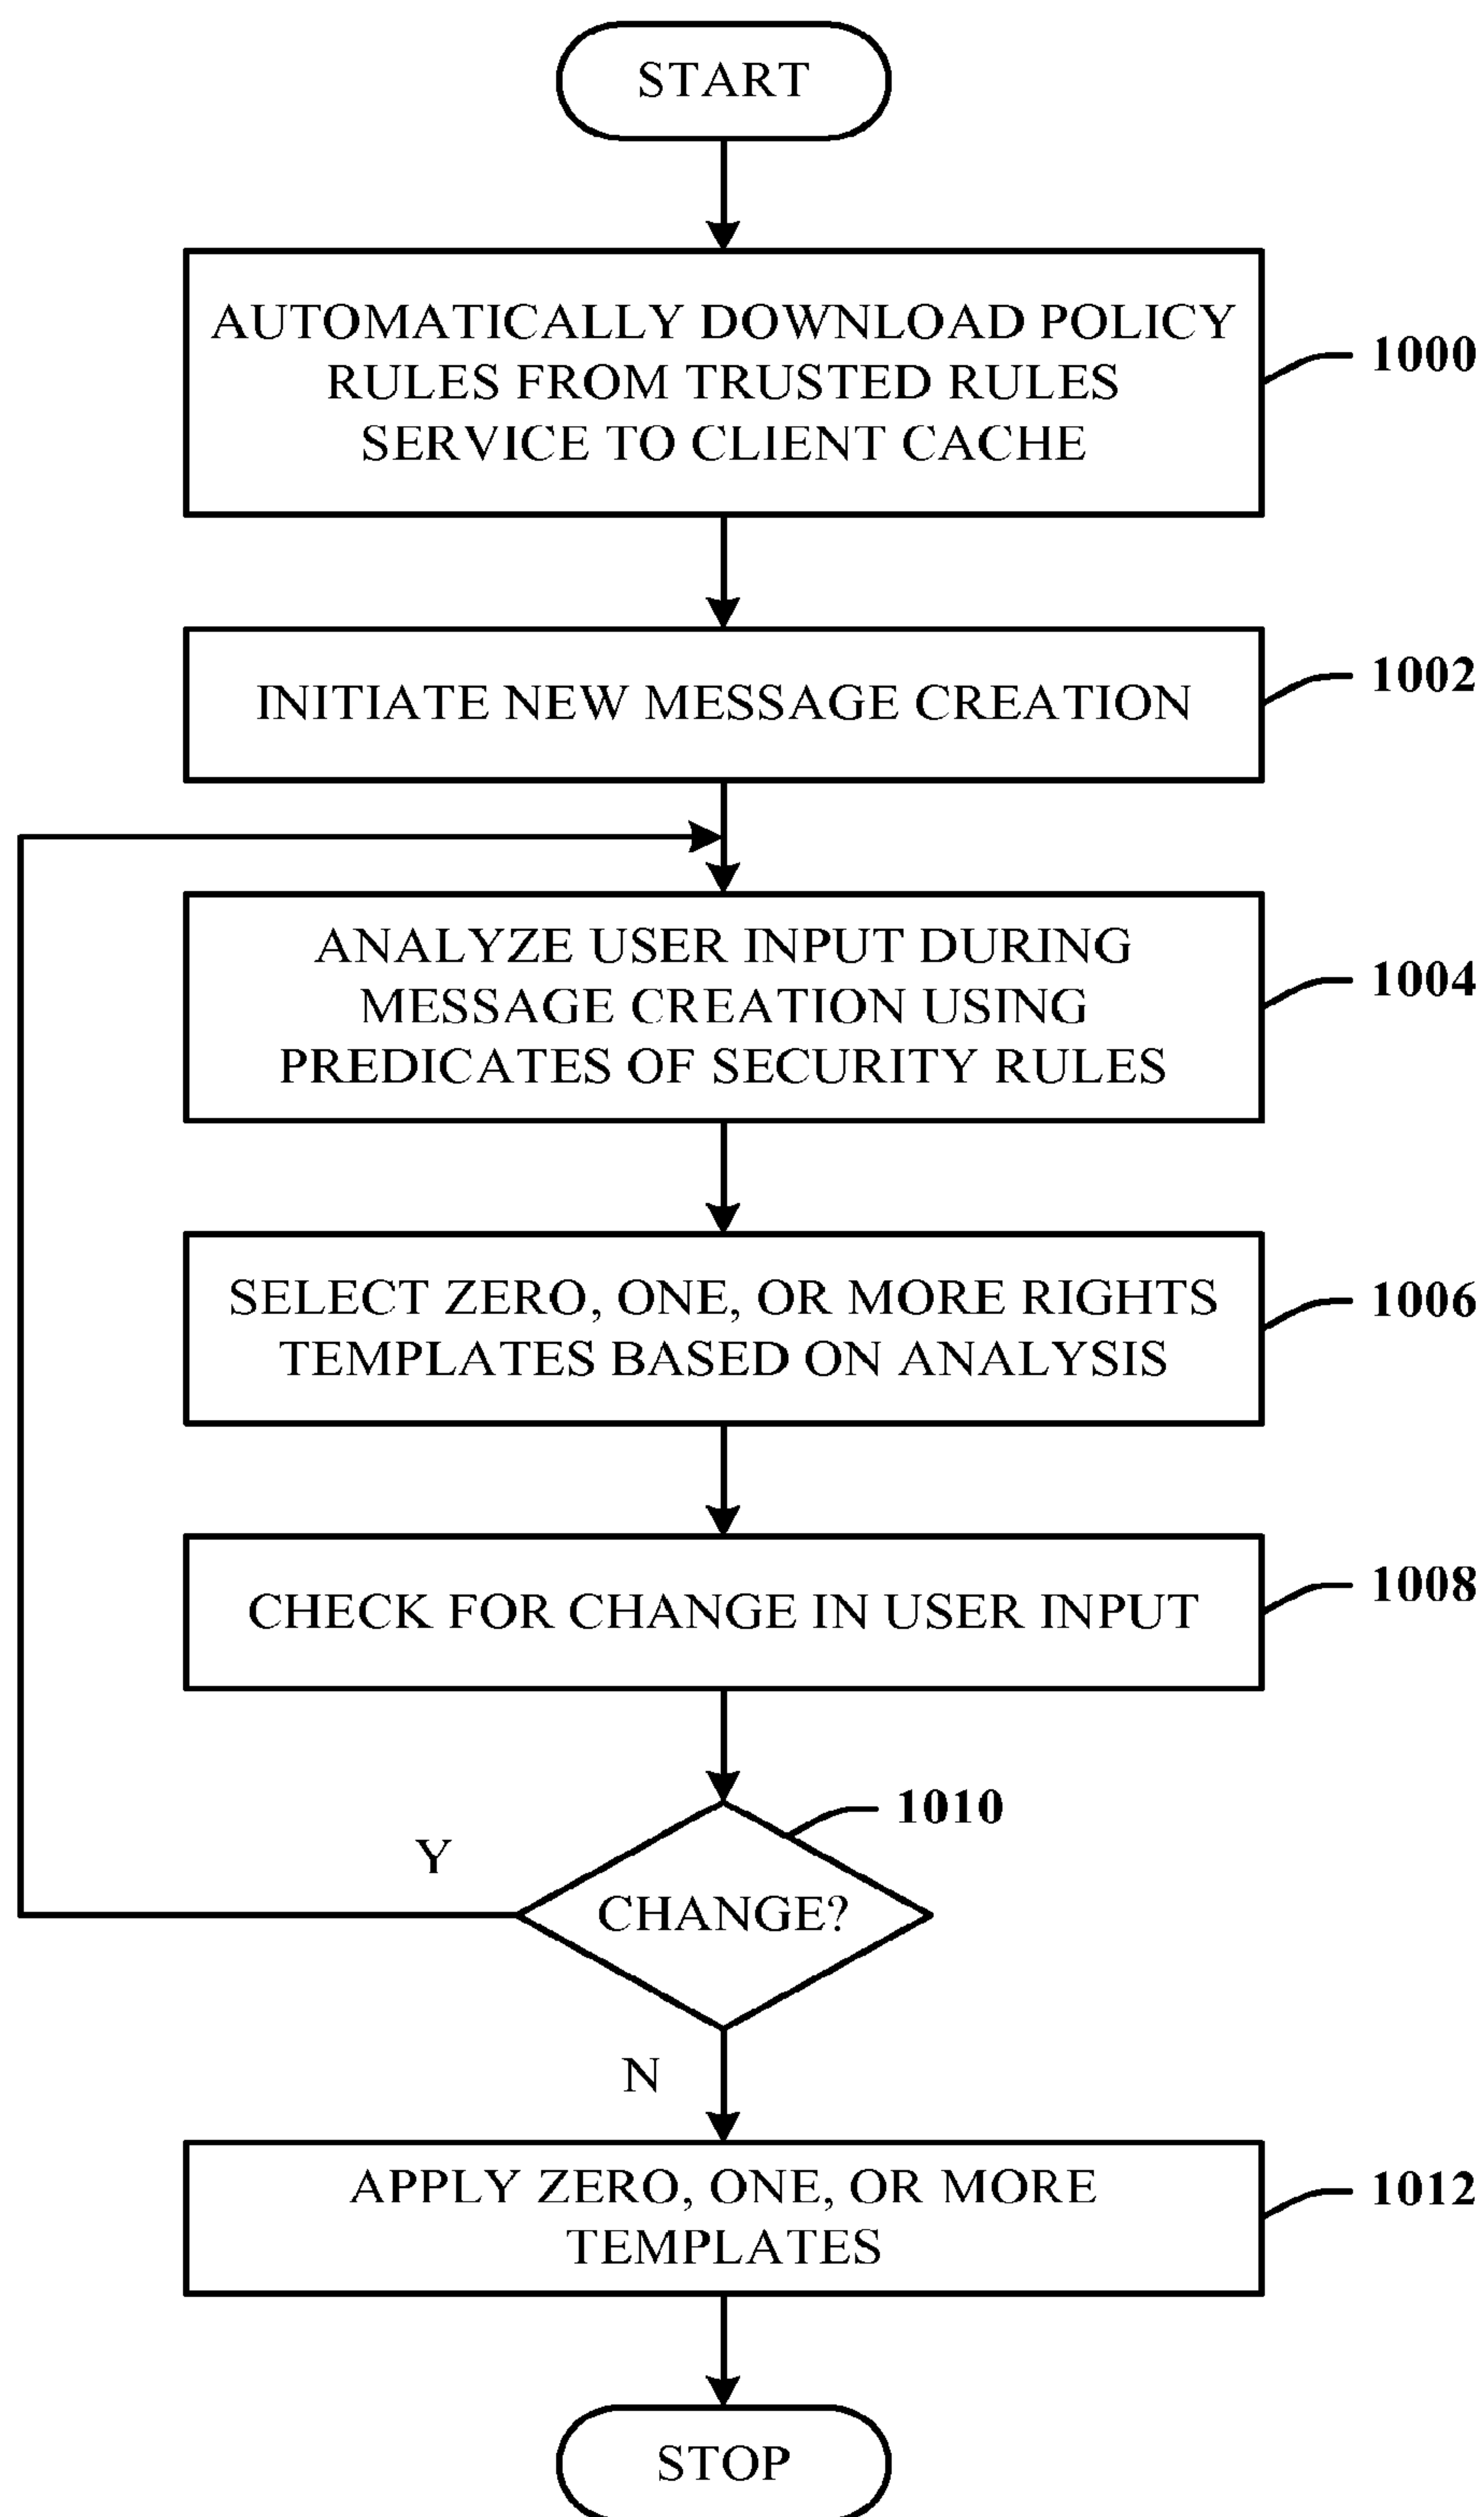 START
AUTOMATICALLY DOWNLOAD POLICY
RULES FROM TRUSTED RULES
SERVICE TO CLIENT CACHE
1000
INITIATE NEW MESSAGE CREATION
1002
ANALYZE USER INPUT DURING
MESSAGE CREATION USING
PREDICATES OF SECURITY RULES
1004
SELECT ZERO, ONE, OR MORE RIGHTS
TEMPLATES BASED ON ANALYSIS
1006
CHECK FOR CHANGE IN USER INPUT
1008
1010
Y
CHANGE?
N
APPLY ZERO, ONE, OR MORE
TEMPLATES
1012
STOP